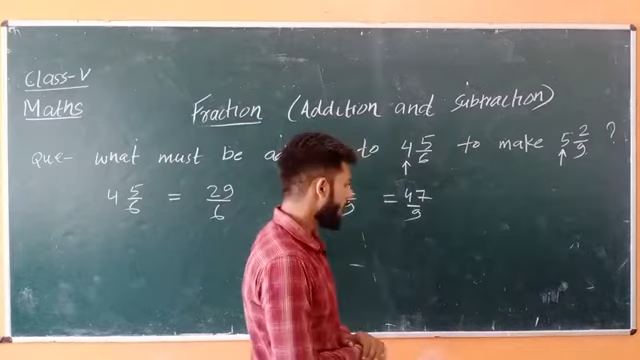 Class-V
Maths
Fraction (Addition and Subtraction)
Que- what must be to 4 5/6 to make 5 2/9 ?
4 5/6 = 29/6 = 47/9